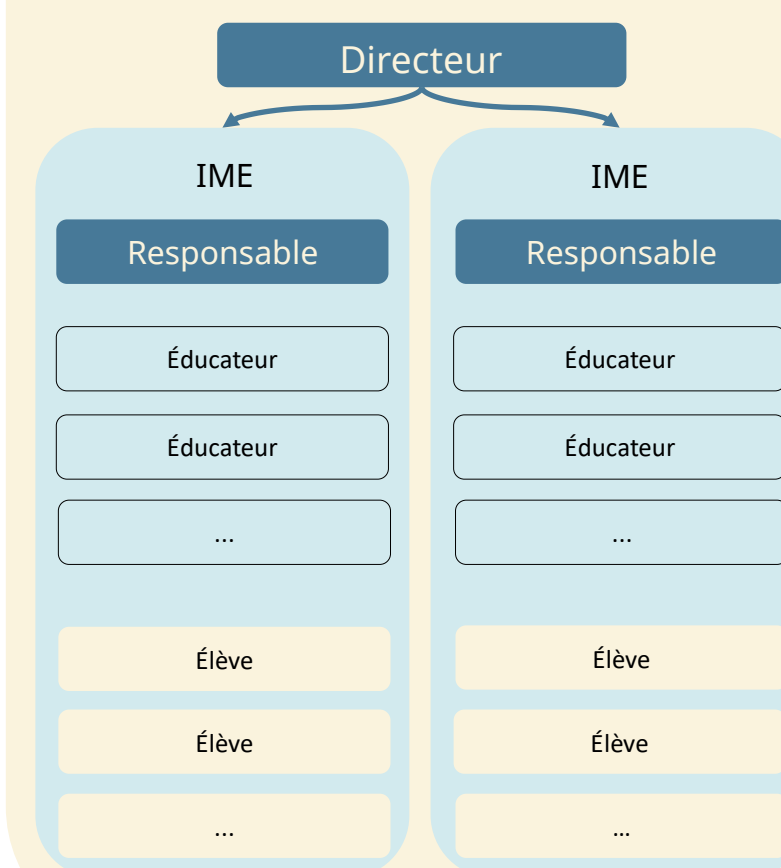 Directeur
IME
Responsable
Éducateur
Éducateur
...
Élève
Élève
...
IME
Responsable
Éducateur
Éducateur
...
Élève
Élève
...